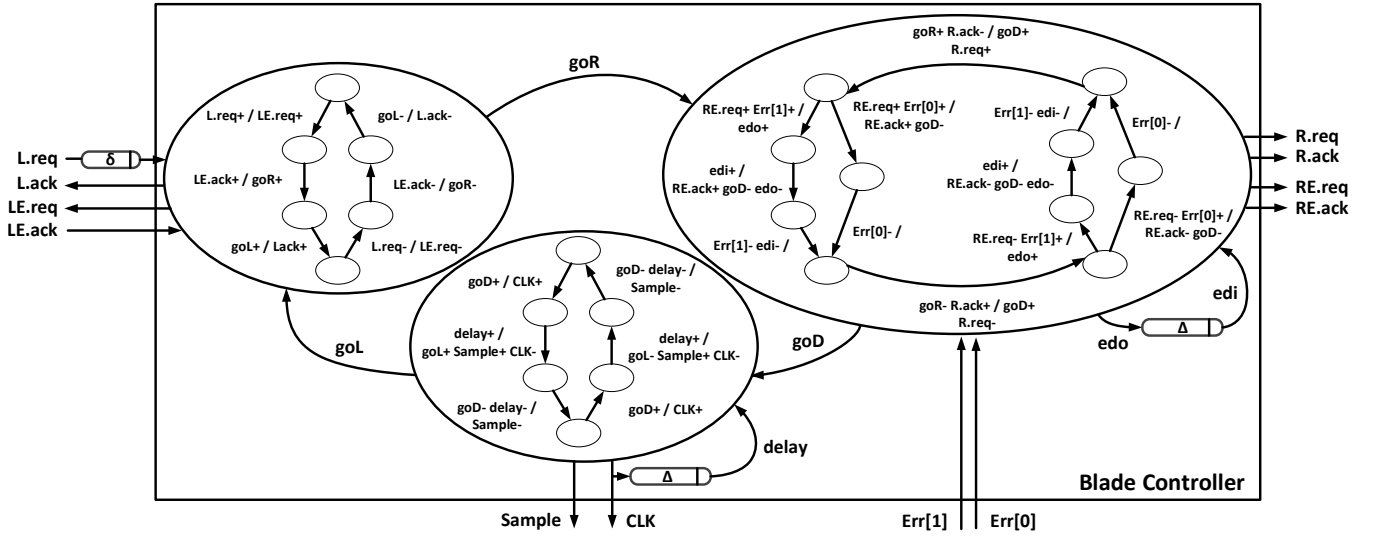 goR+ R.ack- / goD+
R.req+
goR
L.req+ / LE.req+
goL- / L.ack-
RE.req+ Err[1]+ /
edo+
RE.req+ Err[0]+ /
RE.ack+ goD-
Err[1]- edi- /
Err[0]- /
L.req
δ
L.ack
LE.req
LE.ack
LE.ack+ / goR+
LE.ack- / goR-
edi+ /
RE.ack+ goD- edo-
edi+ /
RE.ack- goD- edo-
R.req
R.ack
RE.req
RE.ack
goL+ / Lack+
L.req- / LE.req-
Err[1]- edi- /
Err[0]- /
RE.req- Err[1]+ /
edo+
RE.req- Err[0]+ /
RE.ack- goD-
goD+ / CLK+
goD- delay- /
Sample-
goR- R.ack+ / goD+
R.req-
edi
Δ
edo
goL
goD
delay+ /
goL+ Sample+ CLK-
delay+ /
goL- Sample+ CLK-
goD- delay- /
Sample-
goD+ / CLK+
delay
Δ
Blade Controller
Sample
CLK
Err[1]
Err[0]